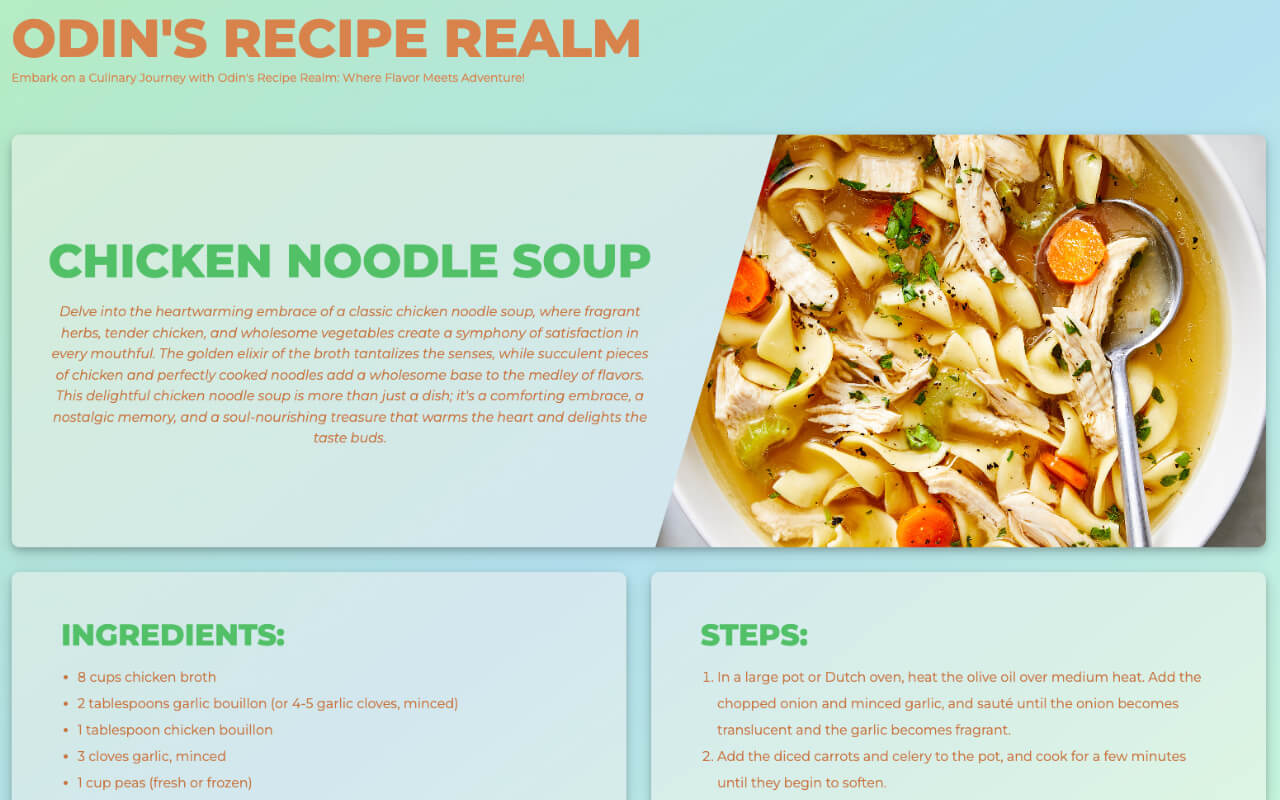 ODIN'S RECIPE REALM
Embark on a Culinary Journey with Odin's Recipe Realm: Where Flavor Meets Adventure!
CHICKEN NOODLE SOUP
Delve into the heartwarming embrace of a classic chicken noodle soup, where fragrant
herbs, tender chicken, and wholesome vegetables create a symphony of satisfaction in
every mouthful. The golden elixir of the broth tantalizes the senses, while succulent pieces
of chicken and perfectly cooked noodles add a wholesome base to the medley of flavors.
This delightful chicken noodle soup is more than just a dish; it's a comforting embrace, a
nostalgic memory, and a soul-nourishing treasure that warms the heart and delights the
taste buds.
INGREDIENTS:
• 8 cups chicken broth
• 2 tablespoons garlic bouillon (or 4-5 garlic cloves, minced)
• 1 tablespoon chicken bouillon
• 3 cloves garlic, minced
• 1 cup peas (fresh or frozen)
STEPS:
1. In a large pot or Dutch oven, heat the olive oil over medium heat. Add the
chopped onion and minced garlic, and sauté until the onion becomes
translucent and the garlic becomes fragrant.
2. Add the diced carrots and celery to the pot, and cook for a few minutes
until they begin to soften.